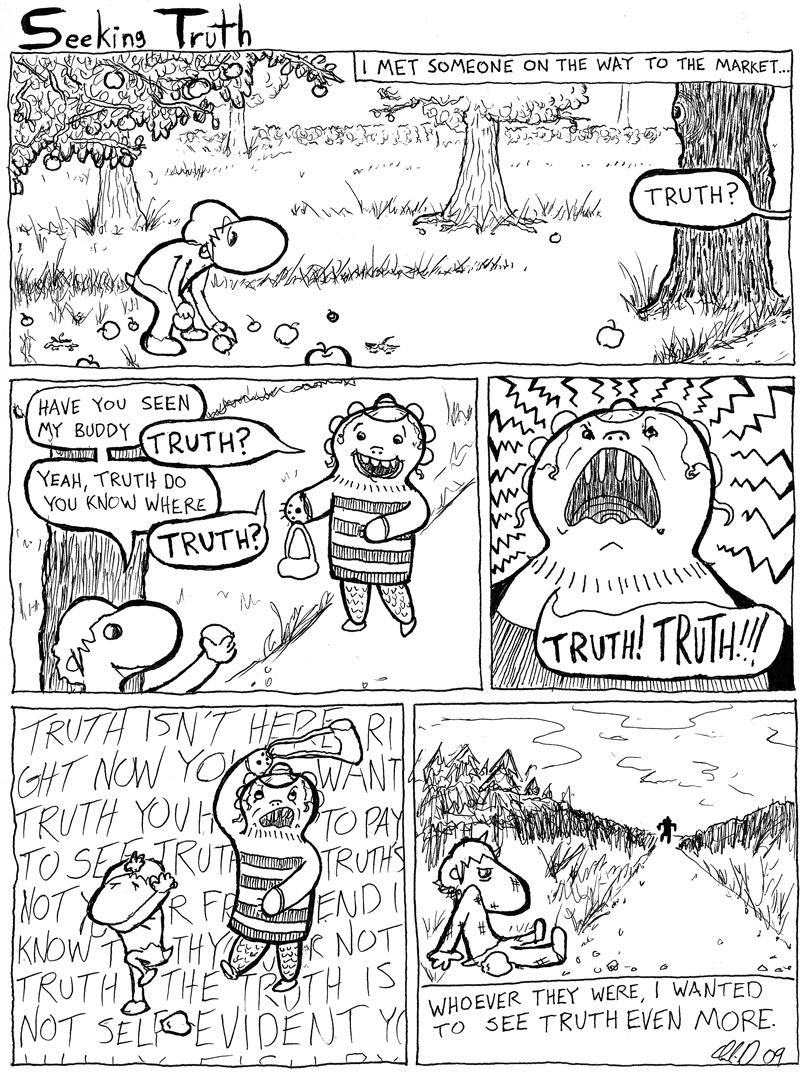 Seeking Truth
I MET SOMEONE ON THE WAY TO THE MARKET...
TRUTH?
HAVE YOU SEEN
MY BUDDY
TRUTH?
YEAH, TRUTH DO
YOU KNOW WHERE
TRUTH?
TRUTH! TRUTH!!!
TRUTH ISN'T HERE RI
GHT NOW YOU WANT
TRUTH YOU H TO PAY
TO SEE TRUTH TRUTHS
NOT R FR END I
KNOW T THY R NOT
TRUTH THE TRUTH IS
NOT SELF EVIDENT YO
WHOEVER THEY WERE, I WANTED
TO SEE TRUTH EVEN MORE.
09